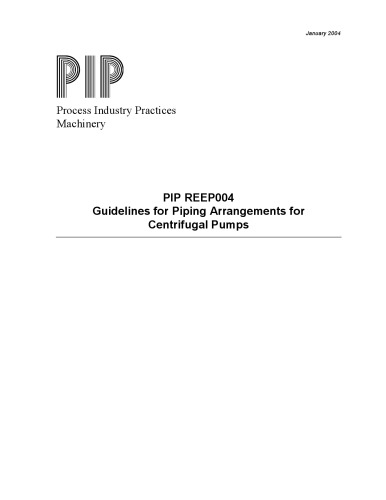 January 2004
PIP
Process Industry Practices
Machinery
PIP REEP004
Guidelines for Piping Arrangements for
Centrifugal Pumps